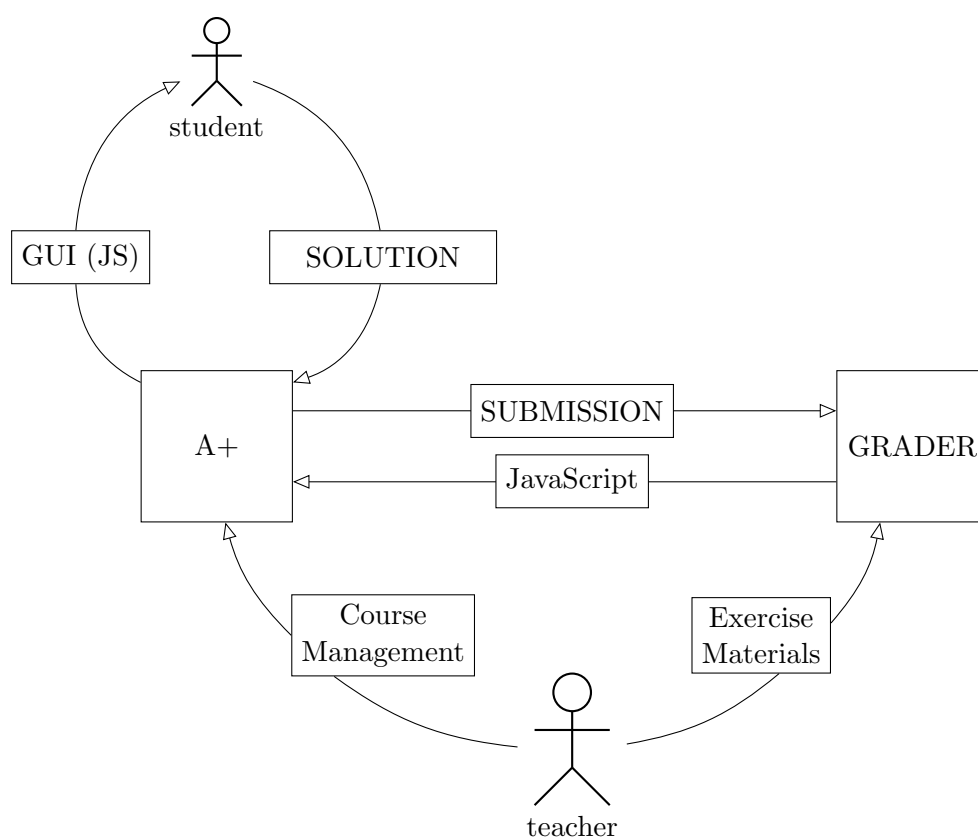 student
GUI (JS)
SOLUTION
SUBMISSION
A+
GRADER
JavaScript
Course
Management
Exercise
Materials
teacher